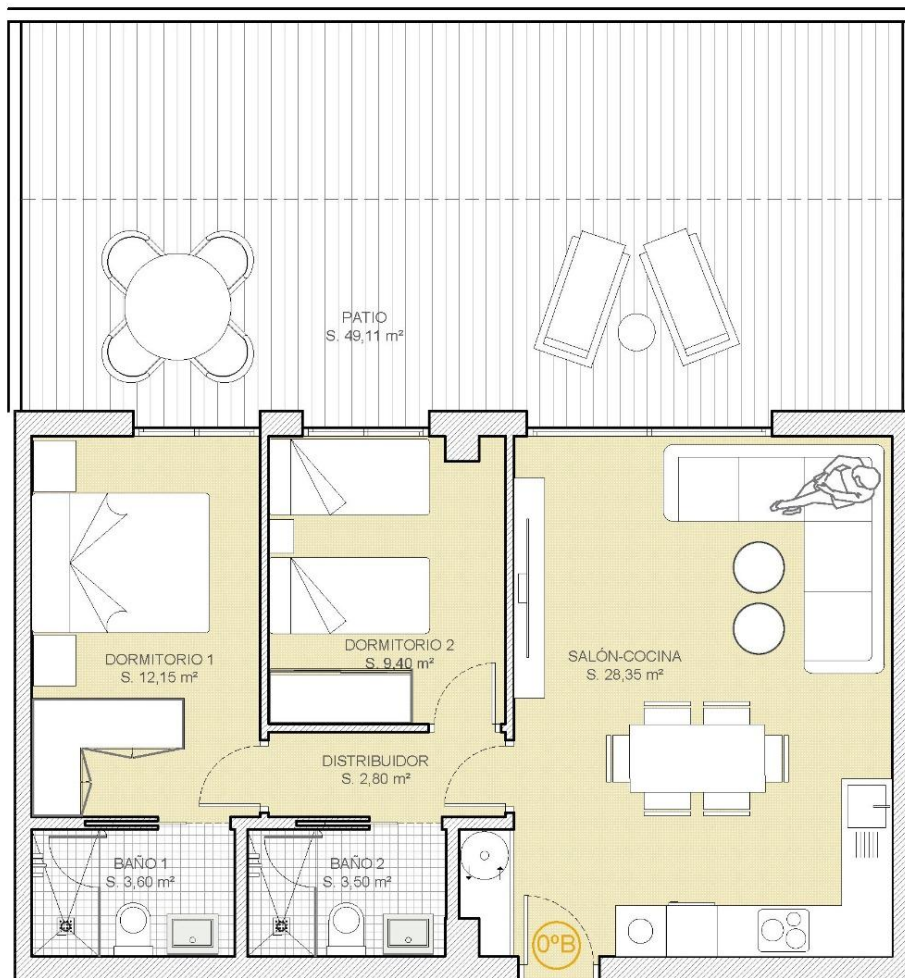 PATIO
S. 49,11 m²
DORMITORIO 1
S. 12,15 m²
DORMITORIO 2
S. 9,40 m²
SALÓN-COCINA
S. 28,35 m²
DISTRIBUIDOR
S. 2,80 m²
BAÑO 1
S. 3,60 m²
BAÑO 2
S. 3,50 m²
0ºB